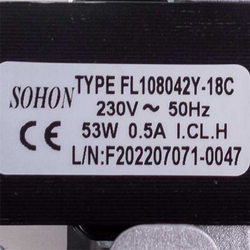 SOHON
TYPE FL108042Y-18C
230V ~ 50Hz
CE
53W 0.5A I.CL.H
L/N:F202207071-0047